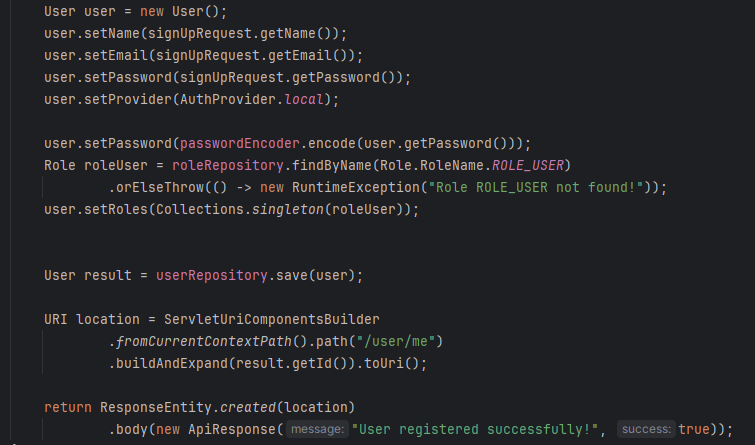 User user = new User();
user.setName(signUpRequest.getName());
user.setEmail(signUpRequest.getEmail());
user.setPassword(signUpRequest.getPassword());
user.setProvider(AuthProvider.local);
user.setPassword(passwordEncoder.encode(user.getPassword()));
Role roleUser = roleRepository.findByName(Role.RoleName.ROLE_USER)
.orElseThrow(() -> new RuntimeException("Role ROLE_USER not found!"));
user.setRoles(Collections.singleton(roleUser));
User result = userRepository.save(user);
URI location = ServletUriComponentsBuilder
.fromCurrentContextPath().path("/user/me")
.buildAndExpand(result.getId()).toUri();
return ResponseEntity.created(location)
.body(new ApiResponse( message: "User registered successfully!", success: true));